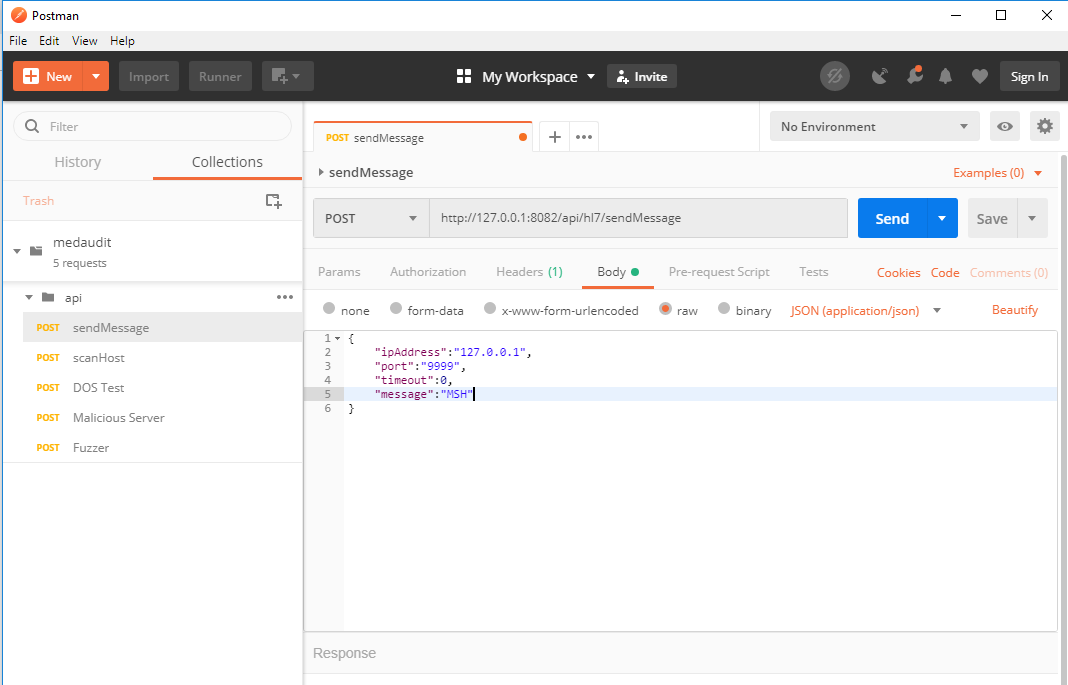 Postman
File Edit View Help
New Import Runner My Workspace Invite Sign In
Filter
History Collections
Trash
medaudit
5 requests
api
POST sendMessage
POST scanHost
POST DOS Test
POST Malicious Server
POST Fuzzer
POST sendMessage
No Environment
sendMessage Examples (0)
POST http://127.0.0.1:8082/api/hl7/sendMessage Send Save
Params Authorization Headers (1) Body Pre-request Script Tests Cookies Code Comments (0)
none form-data x-www-form-urlencoded raw binary JSON (application/json) Beautify
1 {
2 "ipAddress":"127.0.0.1",
3 "port":"9999",
4 "timeout":0,
5 "message":"MSH"
6 }
Response